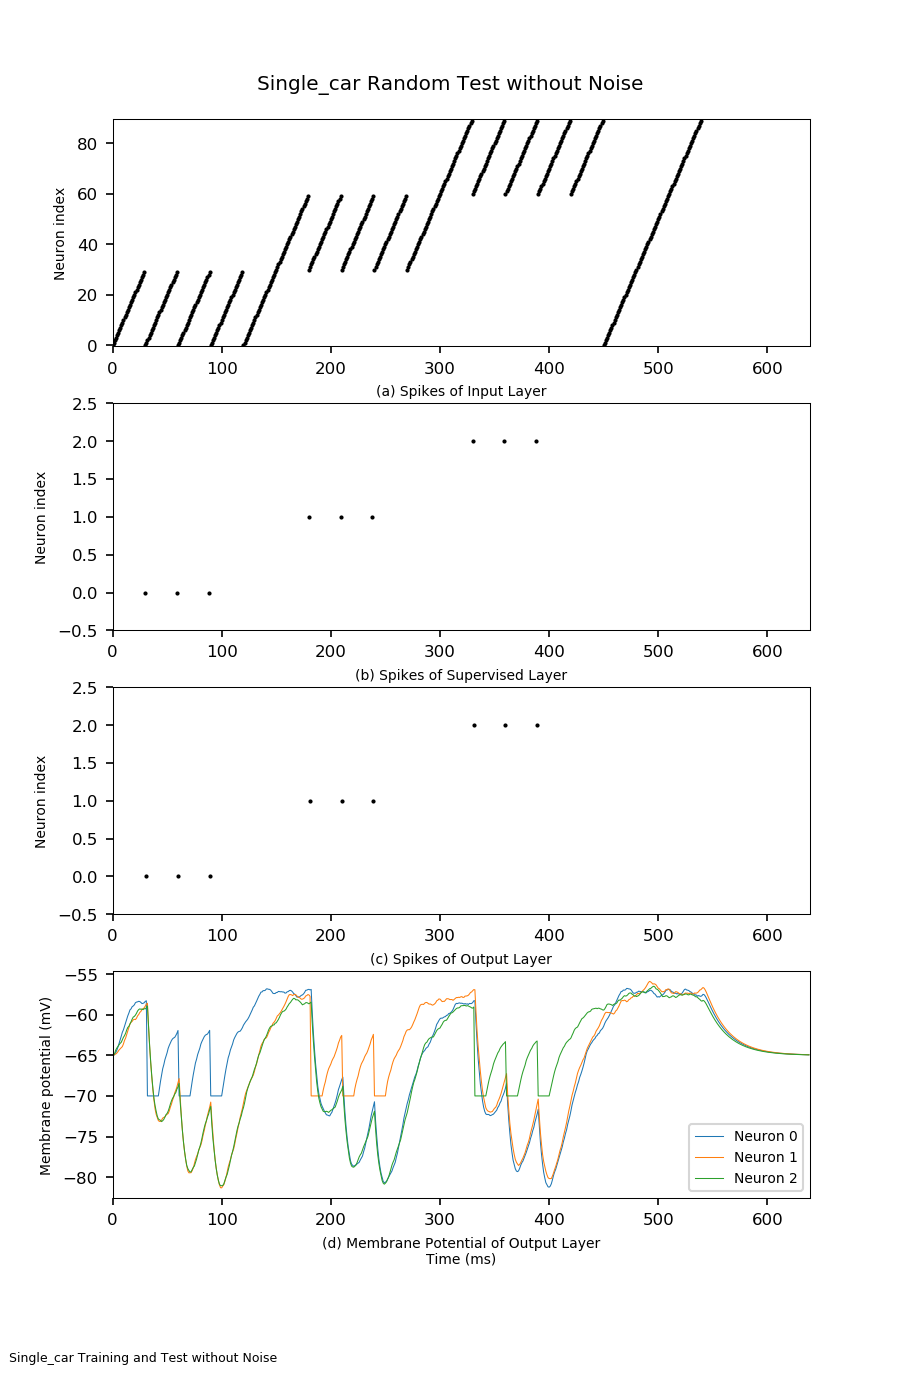 Single_car Random Test without Noise
Neuron index
80
60
40
20
0
0 100 200 300 400 500 600
(a) Spikes of Input Layer
Neuron index
2.5
2.0
1.5
1.0
0.5
0.0
−0.5
0 100 200 300 400 500 600
(b) Spikes of Supervised Layer
Neuron index
2.5
2.0
1.5
1.0
0.5
0.0
−0.5
0 100 200 300 400 500 600
(c) Spikes of Output Layer
Membrane potential (mV)
−55
−60
−65
−70
−75
−80
Neuron 0
Neuron 1
Neuron 2
0 100 200 300 400 500 600
(d) Membrane Potential of Output Layer
Time (ms)
Single_car Training and Test without Noise